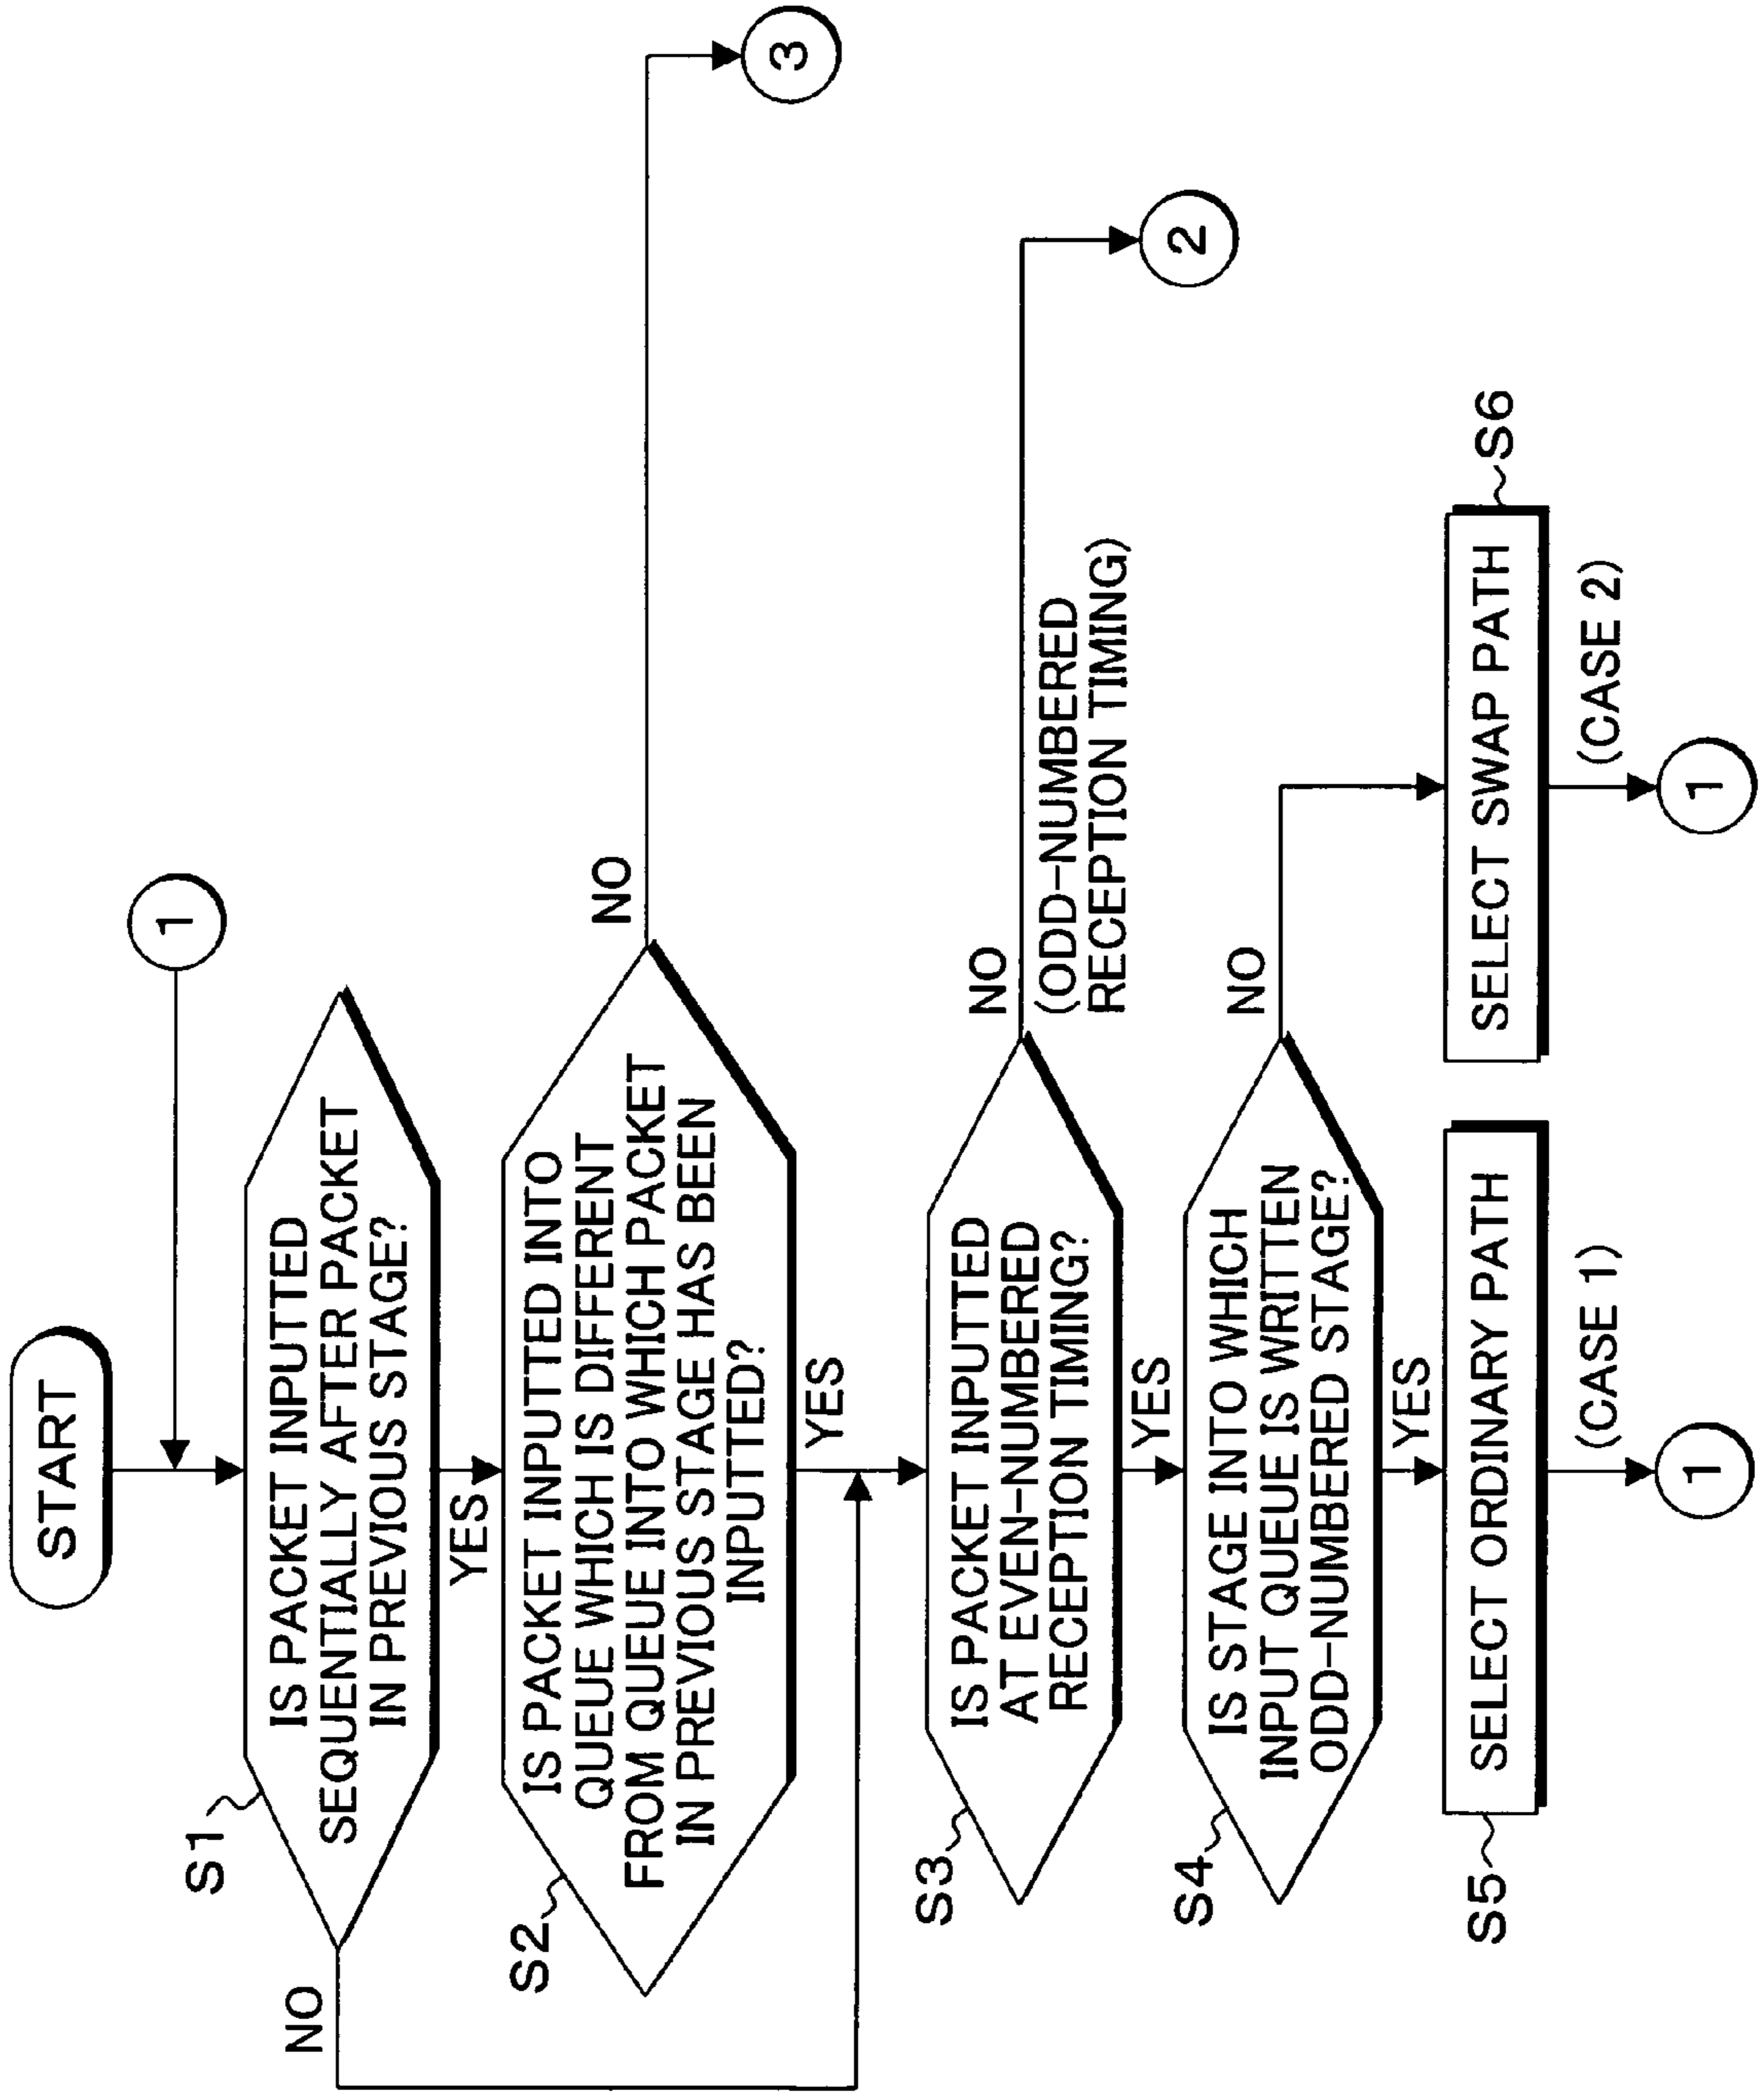 START
1
S1
IS PACKET INPUTTED
SEQUENTIALLY AFTER PACKET
IN PREVIOUS STAGE?
NO
YES
S2
IS PACKET INPUTTED INTO
QUEUE WHICH IS DIFFERENT
FROM QUEUE INTO WHICH PACKET
IN PREVIOUS STAGE HAS BEEN
INPUTTED?
NO
3
YES
S3
IS PACKET INPUTTED
AT EVEN-NUMBERED
RECEPTION TIMING?
NO
(ODD-NUMBERED
RECEPTION TIMING)
2
YES
S4
IS STAGE INTO WHICH
INPUT QUEUE IS WRITTEN
ODD-NUMBERED STAGE?
NO
YES
S5
SELECT ORDINARY PATH
SELECT SWAP PATH
S6
(CASE 1)
(CASE 2)
1
1